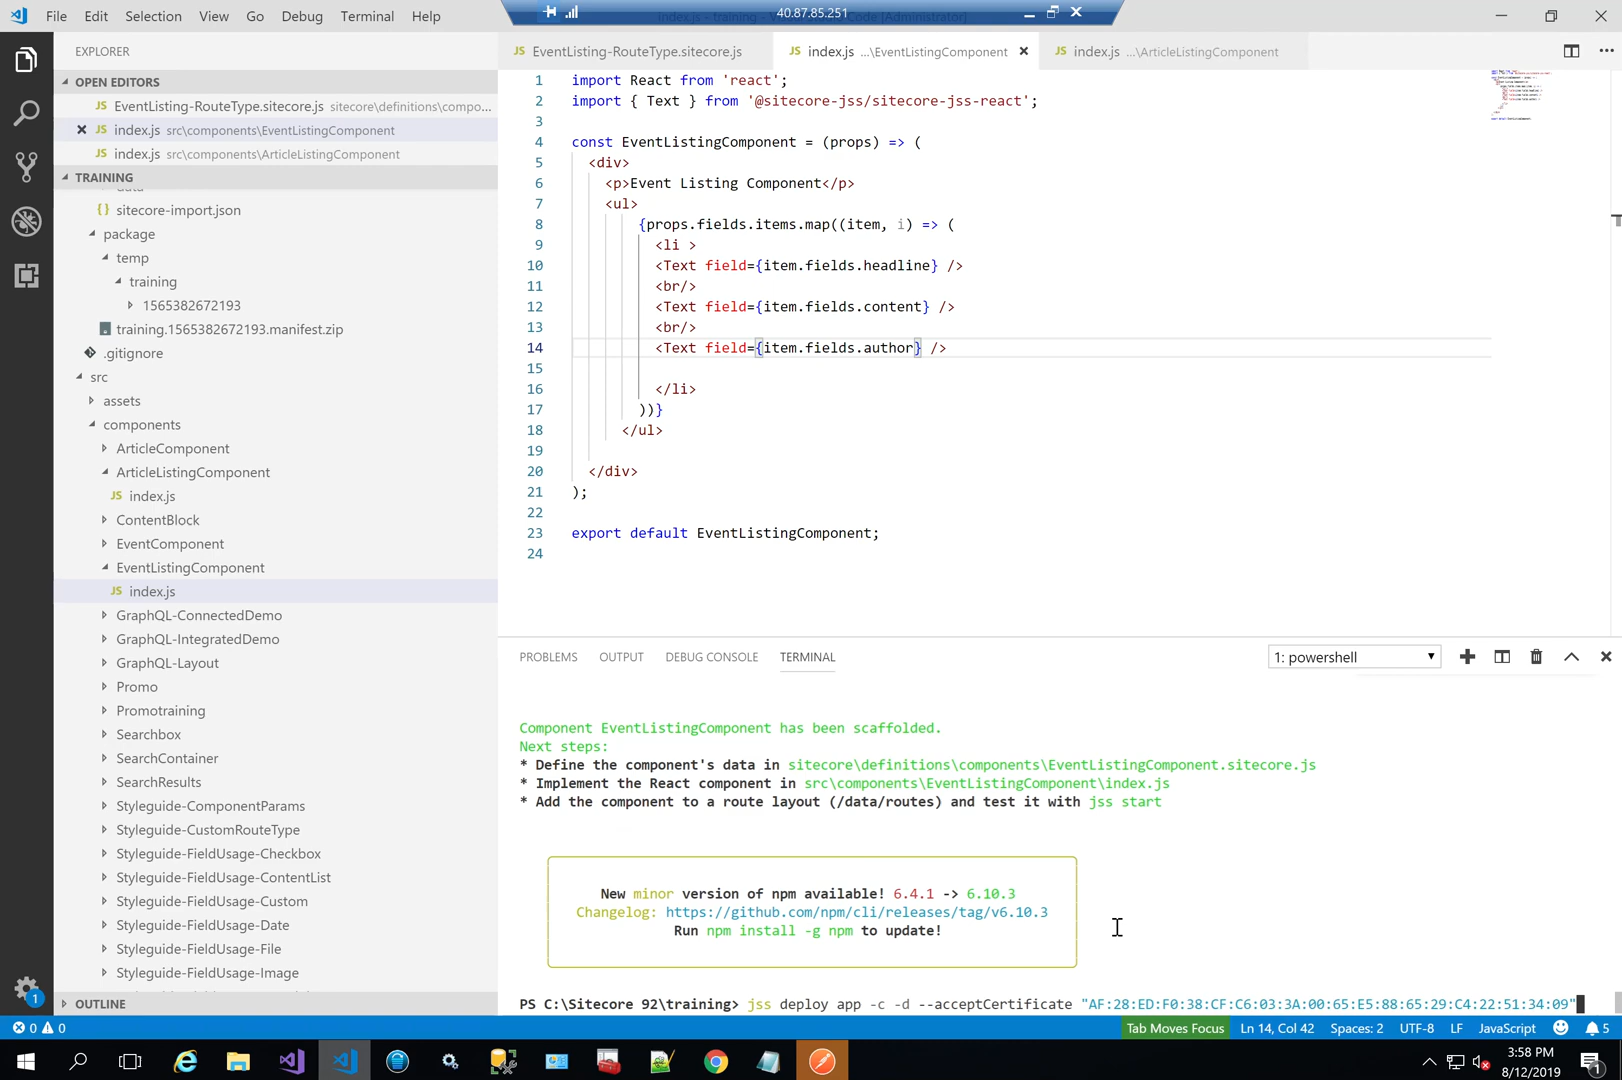 File Edit Selection View Go Debug Terminal Help
40.87.85.251
EXPLORER
OPEN EDITORS
JS EventListing-RouteType.sitecore.js sitecore\definitions\compo...
JS index.js src\components\EventListingComponent
JS index.js src\components\ArticleListingComponent
TRAINING
data
{} sitecore-import.json
package
temp
training
1565382672193
training.1565382672193.manifest.zip
.gitignore
src
assets
components
ArticleComponent
ArticleListingComponent
JS index.js
ContentBlock
EventComponent
EventListingComponent
JS index.js
GraphQL-ConnectedDemo
GraphQL-IntegratedDemo
GraphQL-Layout
Promo
Promotraining
Searchbox
SearchContainer
SearchResults
Styleguide-ComponentParams
Styleguide-CustomRouteType
Styleguide-FieldUsage-Checkbox
Styleguide-FieldUsage-ContentList
Styleguide-FieldUsage-Custom
Styleguide-FieldUsage-Date
Styleguide-FieldUsage-File
Styleguide-FieldUsage-Image
OUTLINE
JS EventListing-RouteType.sitecore.js
JS index.js ...\EventListingComponent
JS index.js ...\ArticleListingComponent
1 import React from 'react';
2 import { Text } from '@sitecore-jss/sitecore-jss-react';
3
4 const EventListingComponent = (props) => (
5 <div>
6 <p>Event Listing Component</p>
7 <ul>
8 {props.fields.items.map((item, i) => (
9 <li >
10 <Text field={item.fields.headline} />
11 <br/>
12 <Text field={item.fields.content} />
13 <br/>
14 <Text field={item.fields.author} />
15
16 </li>
17 ))}
18 </ul>
19
20 </div>
21 );
22
23 export default EventListingComponent;
24
PROBLEMS OUTPUT DEBUG CONSOLE TERMINAL
1: powershell
Component EventListingComponent has been scaffolded.
Next steps:
* Define the component's data in sitecore\definitions\components\EventListingComponent.sitecore.js
* Implement the React component in src\components\EventListingComponent\index.js
* Add the component to a route layout (/data/routes) and test it with jss start
New minor version of npm available! 6.4.1 -> 6.10.3
Changelog: https://github.com/npm/cli/releases/tag/v6.10.3
Run npm install -g npm to update!
PS C:\Sitecore 92\training> jss deploy app -c -d --acceptCertificate "AF:28:ED:F0:38:CF:C6:03:3A:00:65:E5:88:65:29:C4:22:51:34:09"
1
0 0
Tab Moves Focus Ln 14, Col 42 Spaces: 2 UTF-8 LF JavaScript 5
3:58 PM
8/12/2019
1